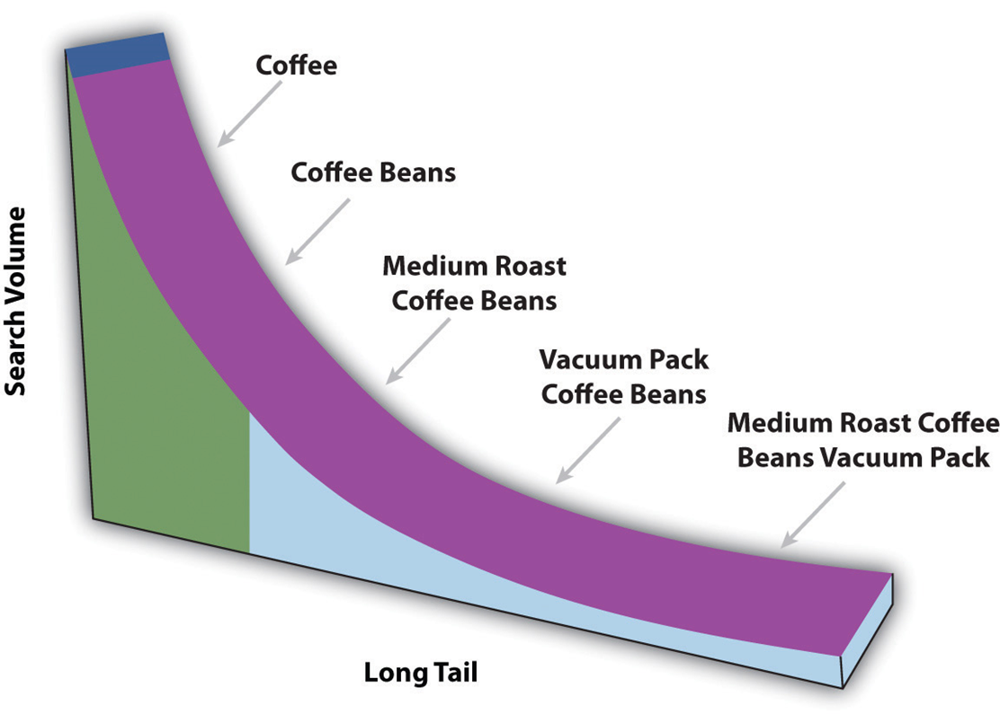 Coffee
Coffee Beans
Medium Roast
Coffee Beans
Vacuum Pack
Coffee Beans
Medium Roast Coffee
Beans Vacuum Pack
Search Volume
Long Tail